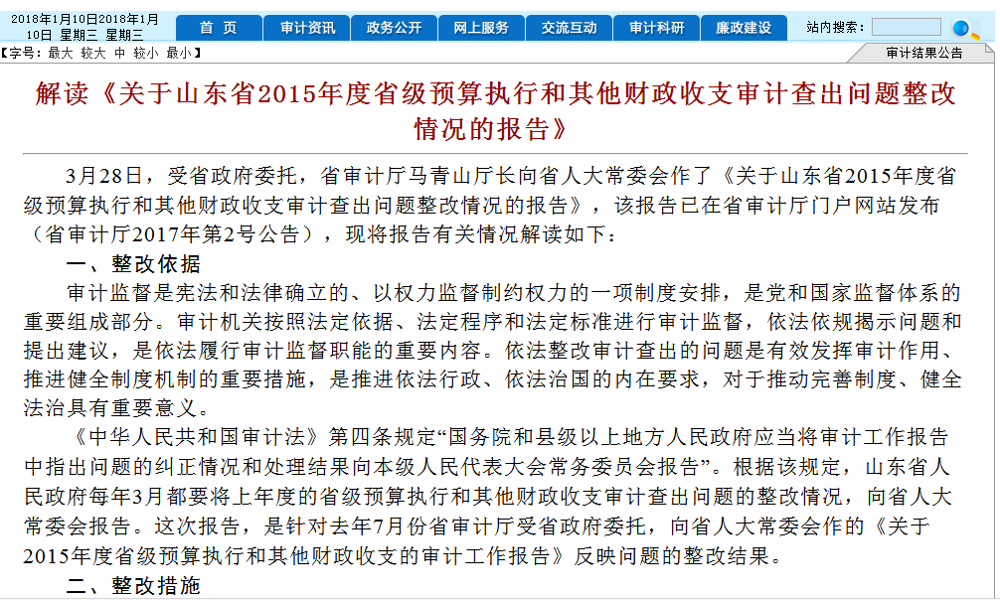 2018年1月10日2018年1月
10日 星期三 星期三
首 页 审计资讯 政务公开 网上服务 交流互动 审计科研 廉政建设 站内搜索：
【字号：最大 较大 中 较小 最小】 审计结果公告
解读《关于山东省2015年度省级预算执行和其他财政收支审计查出问题整改
情况的报告》
3月28日，受省政府委托，省审计厅马青山厅长向省人大常委会作了《关于山东省2015年度省
级预算执行和其他财政收支审计查出问题整改情况的报告》，该报告已在省审计厅门户网站发布
（省审计厅2017年第2号公告），现将报告有关情况解读如下：
一、整改依据
审计监督是宪法和法律确立的、以权力监督制约权力的一项制度安排，是党和国家监督体系的
重要组成部分。审计机关按照法定依据、法定程序和法定标准进行审计监督，依法依规揭示问题和
提出建议，是依法履行审计监督职能的重要内容。依法整改审计查出的问题是有效发挥审计作用、
推进健全制度机制的重要措施，是推进依法行政、依法治国的内在要求，对于推动完善制度、健全
法治具有重要意义。
《中华人民共和国审计法》第四条规定“国务院和县级以上地方人民政府应当将审计工作报告
中指出问题的纠正情况和处理结果向本级人民代表大会常务委员会报告”。根据该规定，山东省人
民政府每年3月都要将上年度的省级预算执行和其他财政收支审计查出问题的整改情况，向省人大
常委会报告。这次报告，是针对去年7月份省审计厅受省政府委托，向省人大常委会作的《关于
2015年度省级预算执行和其他财政收支的审计工作报告》反映问题的整改结果。
二、整改措施